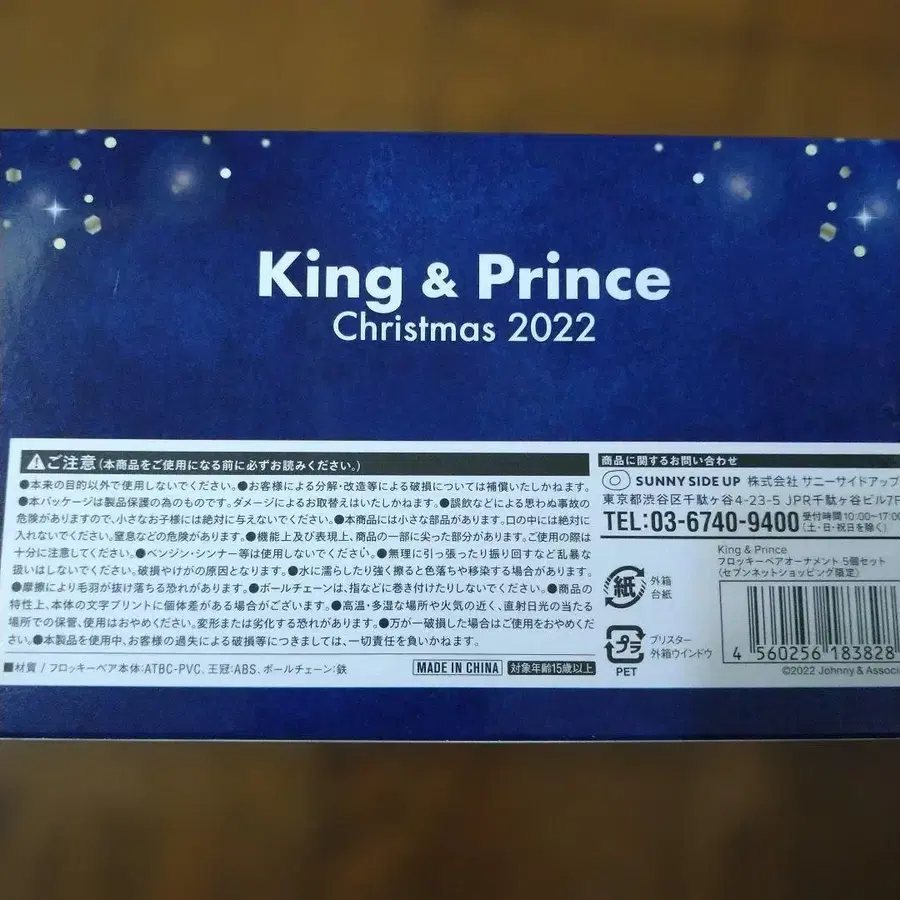 King & Prince
Christmas 2022
ご注意(本商品をご使用になる前に必ずお読みください。)
●本来の目的以外で使用しないでください。●お客様による分解・改造等による破損については補償いたしかねます。
●本パッケージは製品保護の為のものです。ダメージによるお取替えはいたしかねます。●誤飲などによる思わぬ事故の
危険がありますので、小さなお子様には絶対に与えないでください。●本商品には小さな部品があります。口の中には絶対に
入れないでください。窒息などの危険があります。●機能上及び表現上、商品の一部に尖った部分があります。ご使用の際は
十分に注意してください。●ベンジン・シンナー等は使用しないでください。●無理に引っ張ったり振り回すなど乱暴な
扱いはしないでください。破損やけがの原因となります。●水に濡らしたり強く擦ると色落ちや移染する場合があります。
●摩擦により毛羽が抜け落ちる恐れがあります。●ボールチェーンは、指などに巻き付けたりしないでください。●商品の
特性上、本体の文字プリントに個体差がある場合がございます。●高温・多湿な場所や火気の近く、直射日光の当たる
場所での保管、使用はおやめください。変形または劣化する恐れがあります。●万が一破損した場合はご使用をおやめくだ
さい。●本製品を使用中、お客様の過失による破損等につきましては、一切責任を負いかねます。
■材質 / フロッキーベア本体:ATBC-PVC、王冠:ABS、ボールチェーン:鉄
MADE IN CHINA
対象年齢15歳以上
商品に関するお問い合わせ
SUNNY SIDE UP 株式会社 サニーサイドアップ
東京都渋谷区千駄ヶ谷4-23-5 JPR千駄ヶ谷ビル7F
TEL:03-6740-9400 受付時間10:00~17:00
(土・日・祝日を除く)
King & Prince
フロッキーベアオーナメント 5個セット
(セブンネットショッピング限定)
紙
外箱
台紙
プラ
PET
ブリスター
外箱ウインドウ
4 560256 183828
©2022 Johnny & Associ